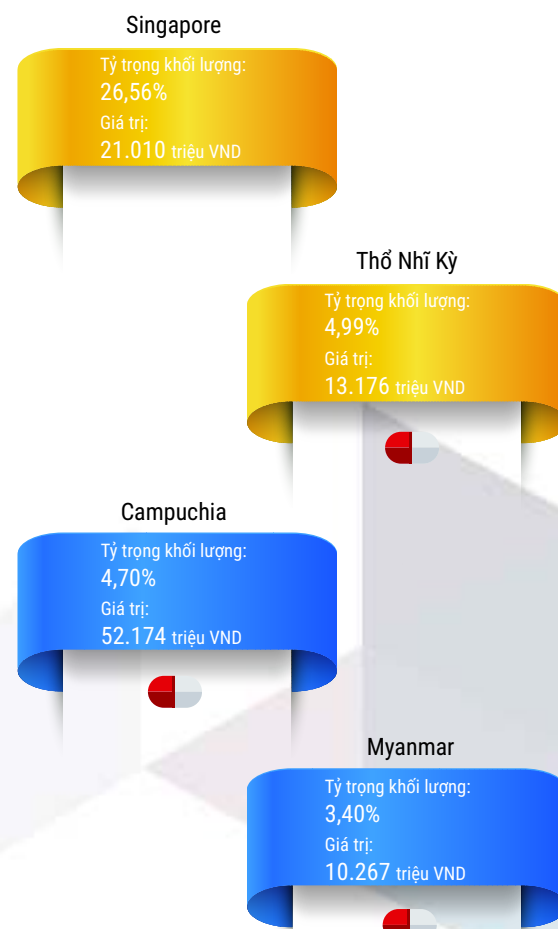 Singapore
Tỷ trọng khối lượng:
26,56%
Giá trị:
21.010 triệu VND
Thổ Nhĩ Kỳ
Tỷ trọng khối lượng:
4,99%
Giá trị:
13.176 triệu VND
Campuchia
Tỷ trọng khối lượng:
4,70%
Giá trị:
52.174 triệu VND
Myanmar
Tỷ trọng khối lượng:
3,40%
Giá trị:
10.267 triệu VND